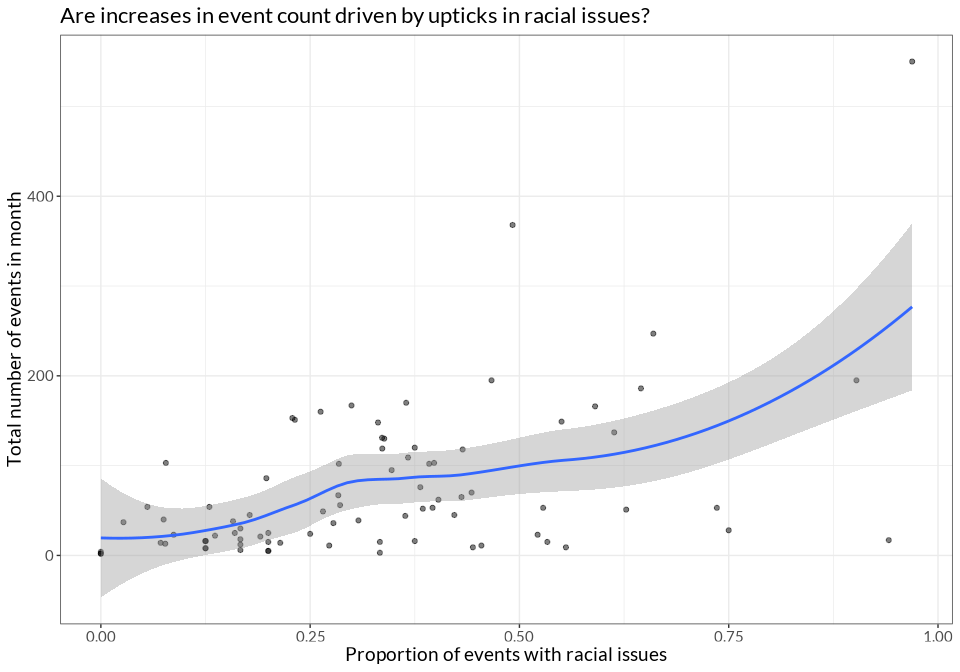 Are increases in event count driven by upticks in racial issues?
Total number of events in month
400
200
0
0.00 0.25 0.50 0.75 1.00
Proportion of events with racial issues